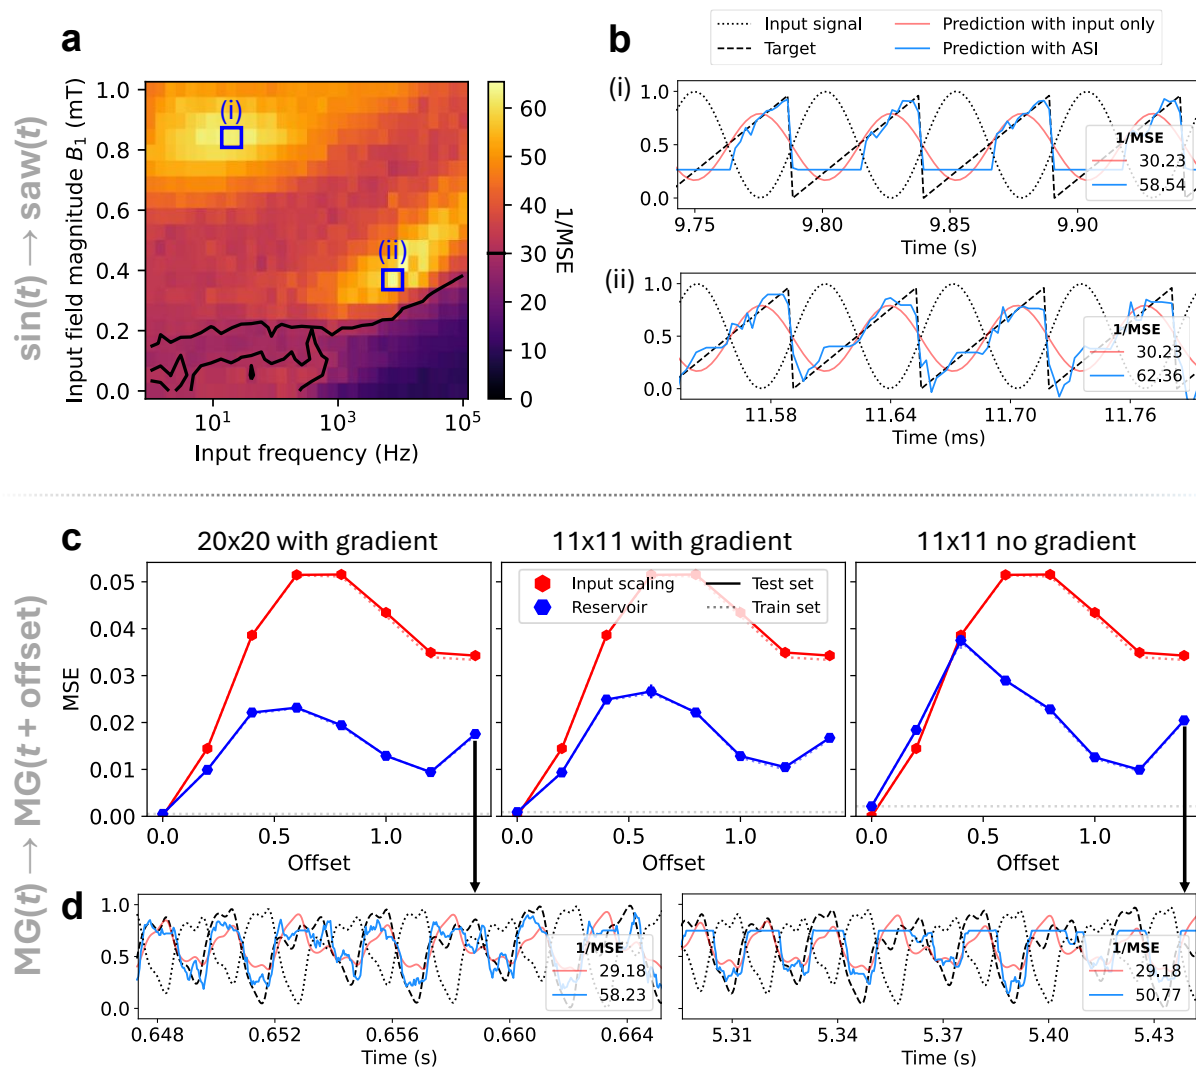 a
sin(t) → saw(t)
Input field magnitude B₁ (mT)
1.0
0.8
0.6
0.4
0.2
0.0
(i)
(ii)
10¹
10³
10⁵
Input frequency (Hz)
60
50
40
30
20
10
0
1/MSE
b
Input signal
Target
Prediction with input only
Prediction with ASI
(i)
1.0
0.5
0.0
1/MSE
30.23
58.54
9.75
9.80
9.85
9.90
Time (s)
(ii)
1.0
0.5
0.0
1/MSE
30.23
62.36
11.58
11.64
11.70
11.76
Time (ms)
MG(t) → MG(t + offset)
c
20x20 with gradient
11x11 with gradient
11x11 no gradient
MSE
0.05
0.04
0.03
0.02
0.01
0.00
Input scaling
Reservoir
Test set
Train set
0.0
0.5
1.0
Offset
0.0
0.5
1.0
Offset
0.0
0.5
1.0
Offset
d
1.0
0.5
0.0
1/MSE
29.18
58.23
0.648
0.652
0.656
0.660
0.664
Time (s)
1/MSE
29.18
50.77
5.31
5.34
5.37
5.40
5.43
Time (s)